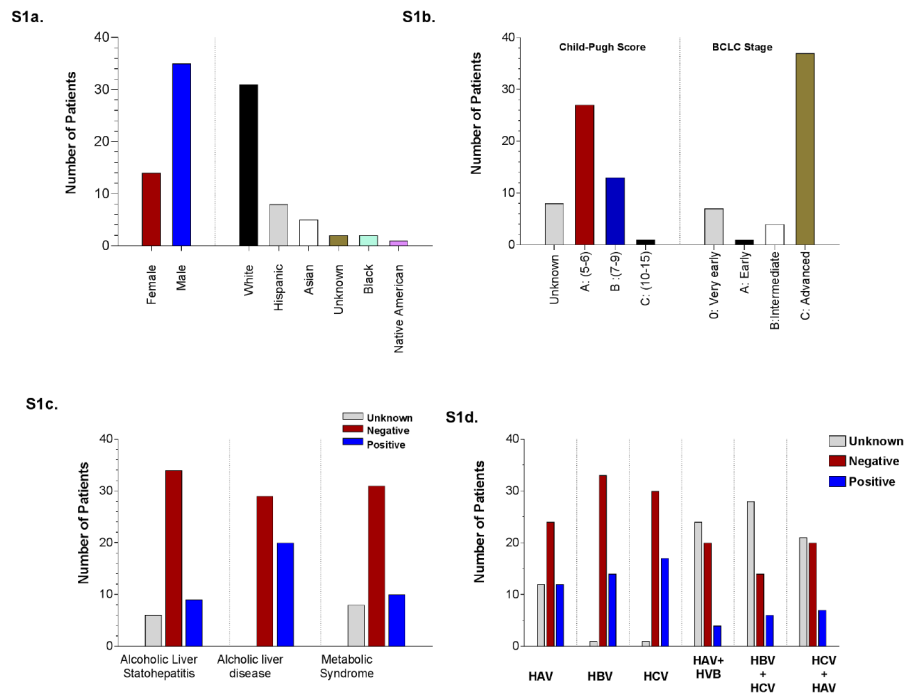 S1a.
Number of Patients
40
30
20
10
0
Female
Male
White
Hispanic
Asian
Unknown
Black
Native American
S1b.
Number of Patients
40
30
20
10
0
Child-Pugh Score
BCLC Stage
Unknown
A: (5-6)
B :(7-9)
C: (10-15)
0: Very early
A: Early
B:Intermediate
C: Advanced
S1c.
Unknown
Negative
Positive
Number of Patients
40
30
20
10
0
Alcoholic Liver
Statohepatitis
Alcholic liver
disease
Metabolic
Syndrome
S1d.
Unknown
Negative
Positive
Number of Patients
40
30
20
10
0
HAV
HBV
HCV
HAV+
HVB
HBV
+
HCV
HCV
+
HAV